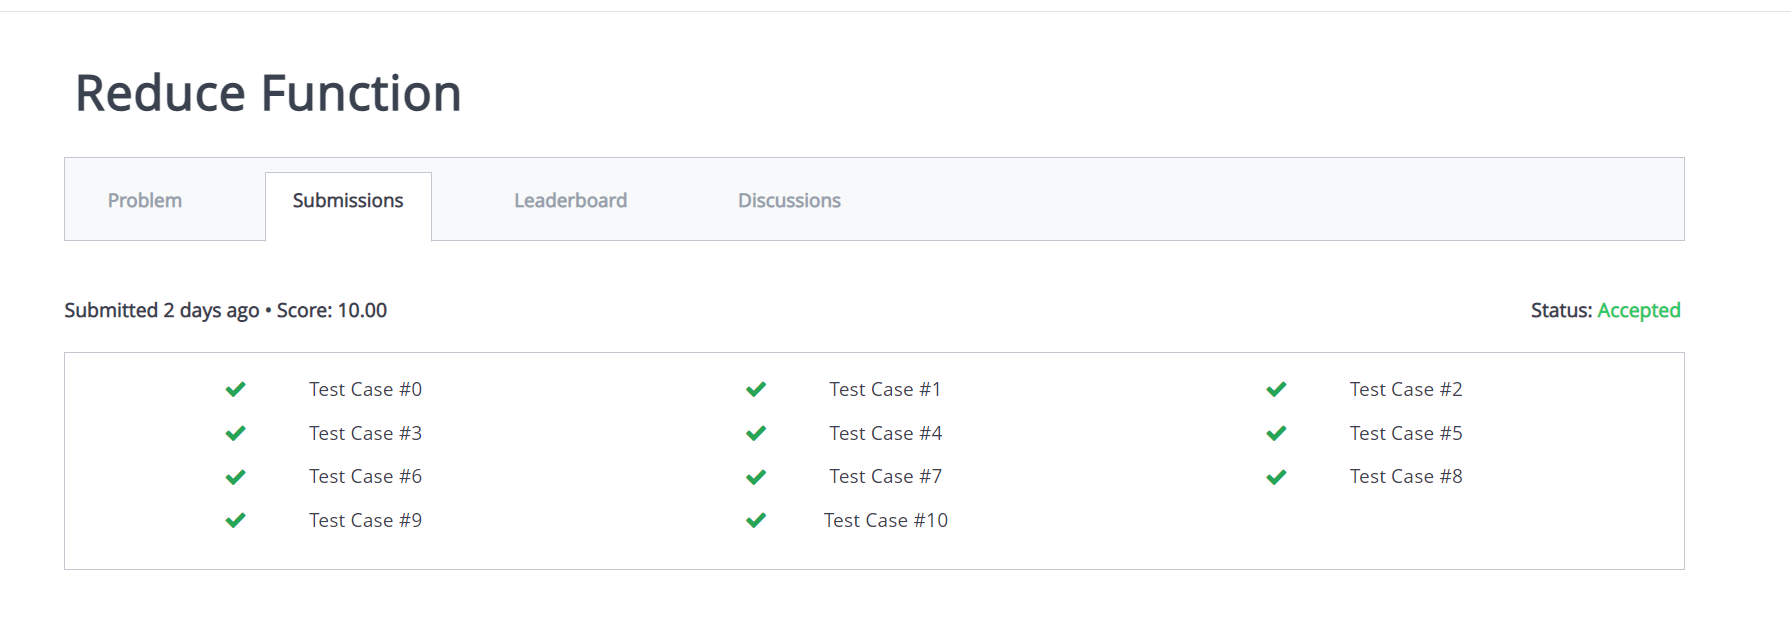 Reduce Function
Problem Submissions Leaderboard Discussions
Submitted 2 days ago • Score: 10.00 Status: Accepted
Test Case #0 Test Case #1 Test Case #2
Test Case #3 Test Case #4 Test Case #5
Test Case #6 Test Case #7 Test Case #8
Test Case #9 Test Case #10